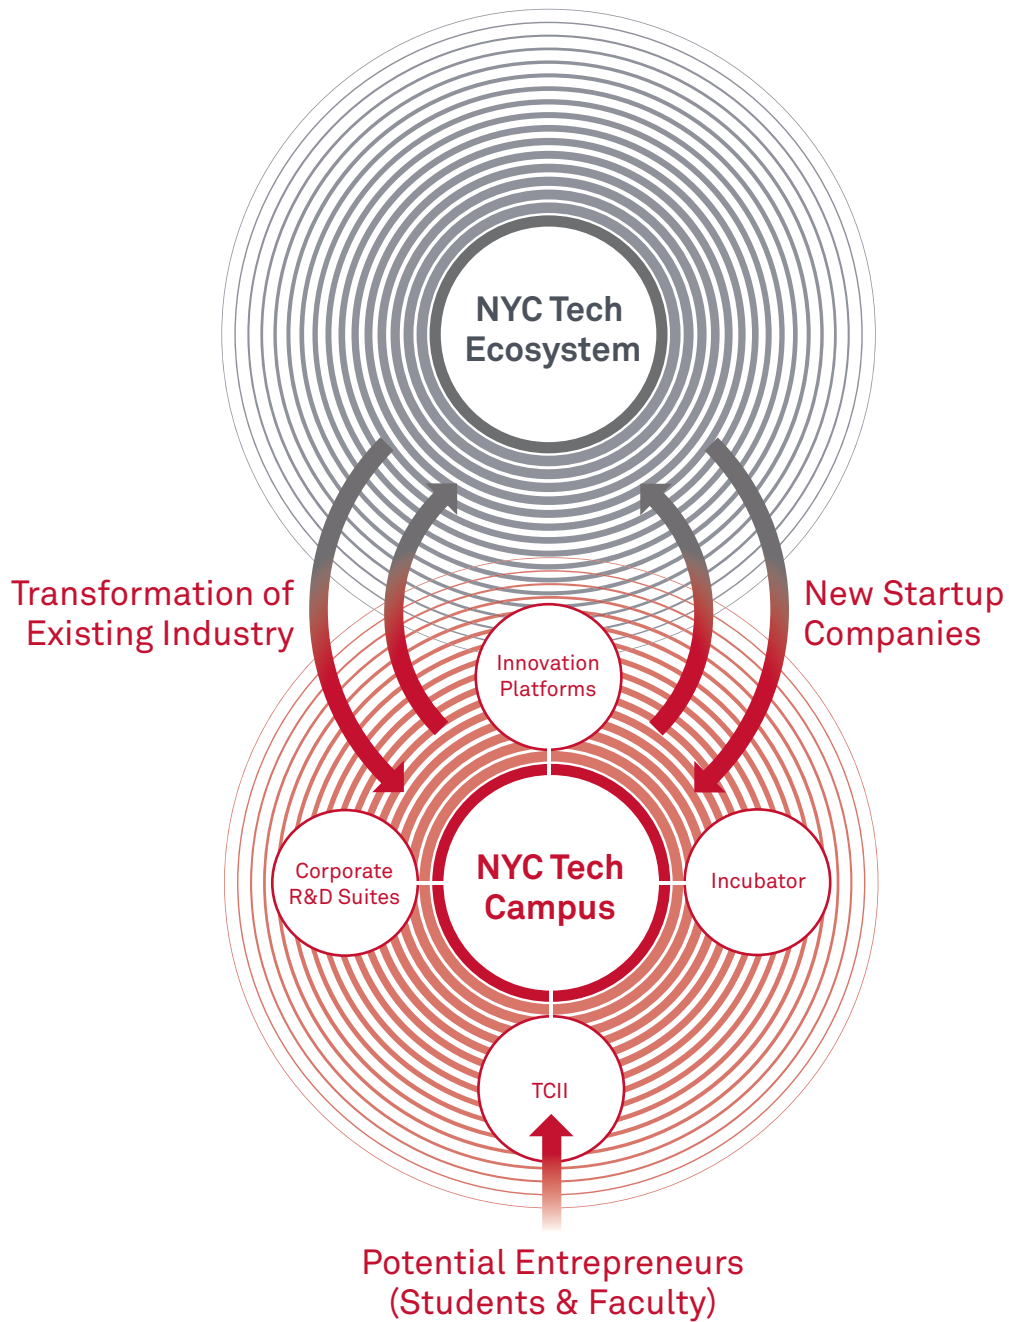 NYC Tech
Ecosystem
Transformation of
Existing Industry
New Startup
Companies
Innovation
Platforms
Corporate
R&D Suites
NYC Tech
Campus
Incubator
TCII
Potential Entrepreneurs
(Students & Faculty)